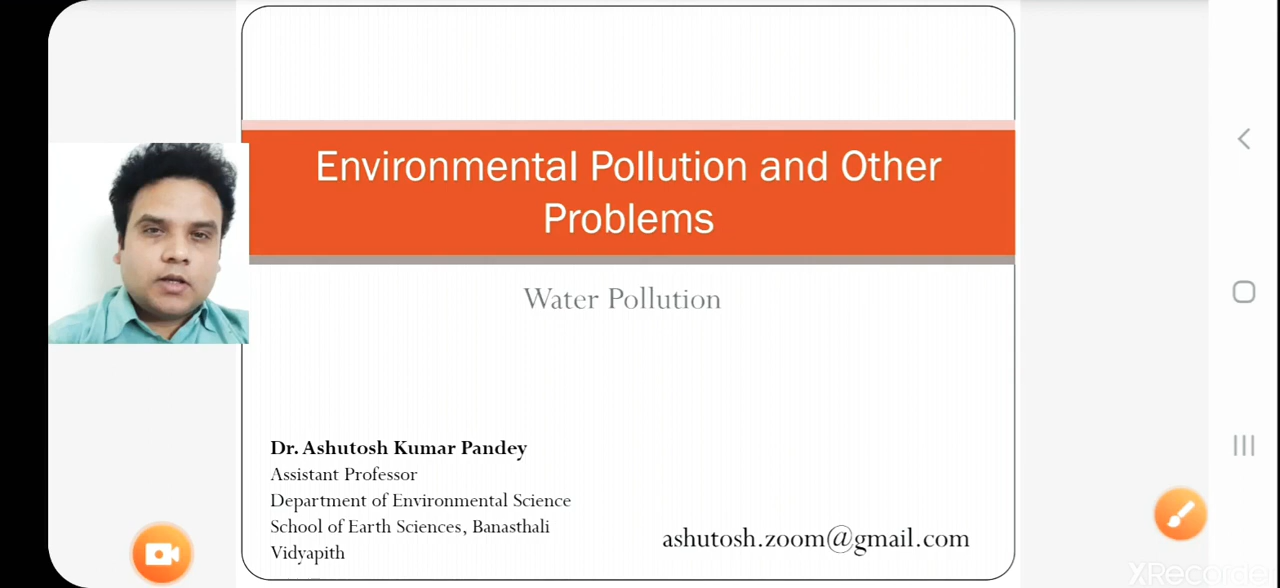 Environmental Pollution and Other
Problems
Water Pollution
Dr. Ashutosh Kumar Pandey
Assistant Professor
Department of Environmental Science
School of Earth Sciences, Banasthali
Vidyapith
ashutosh.zoom@gmail.com
XRecorder